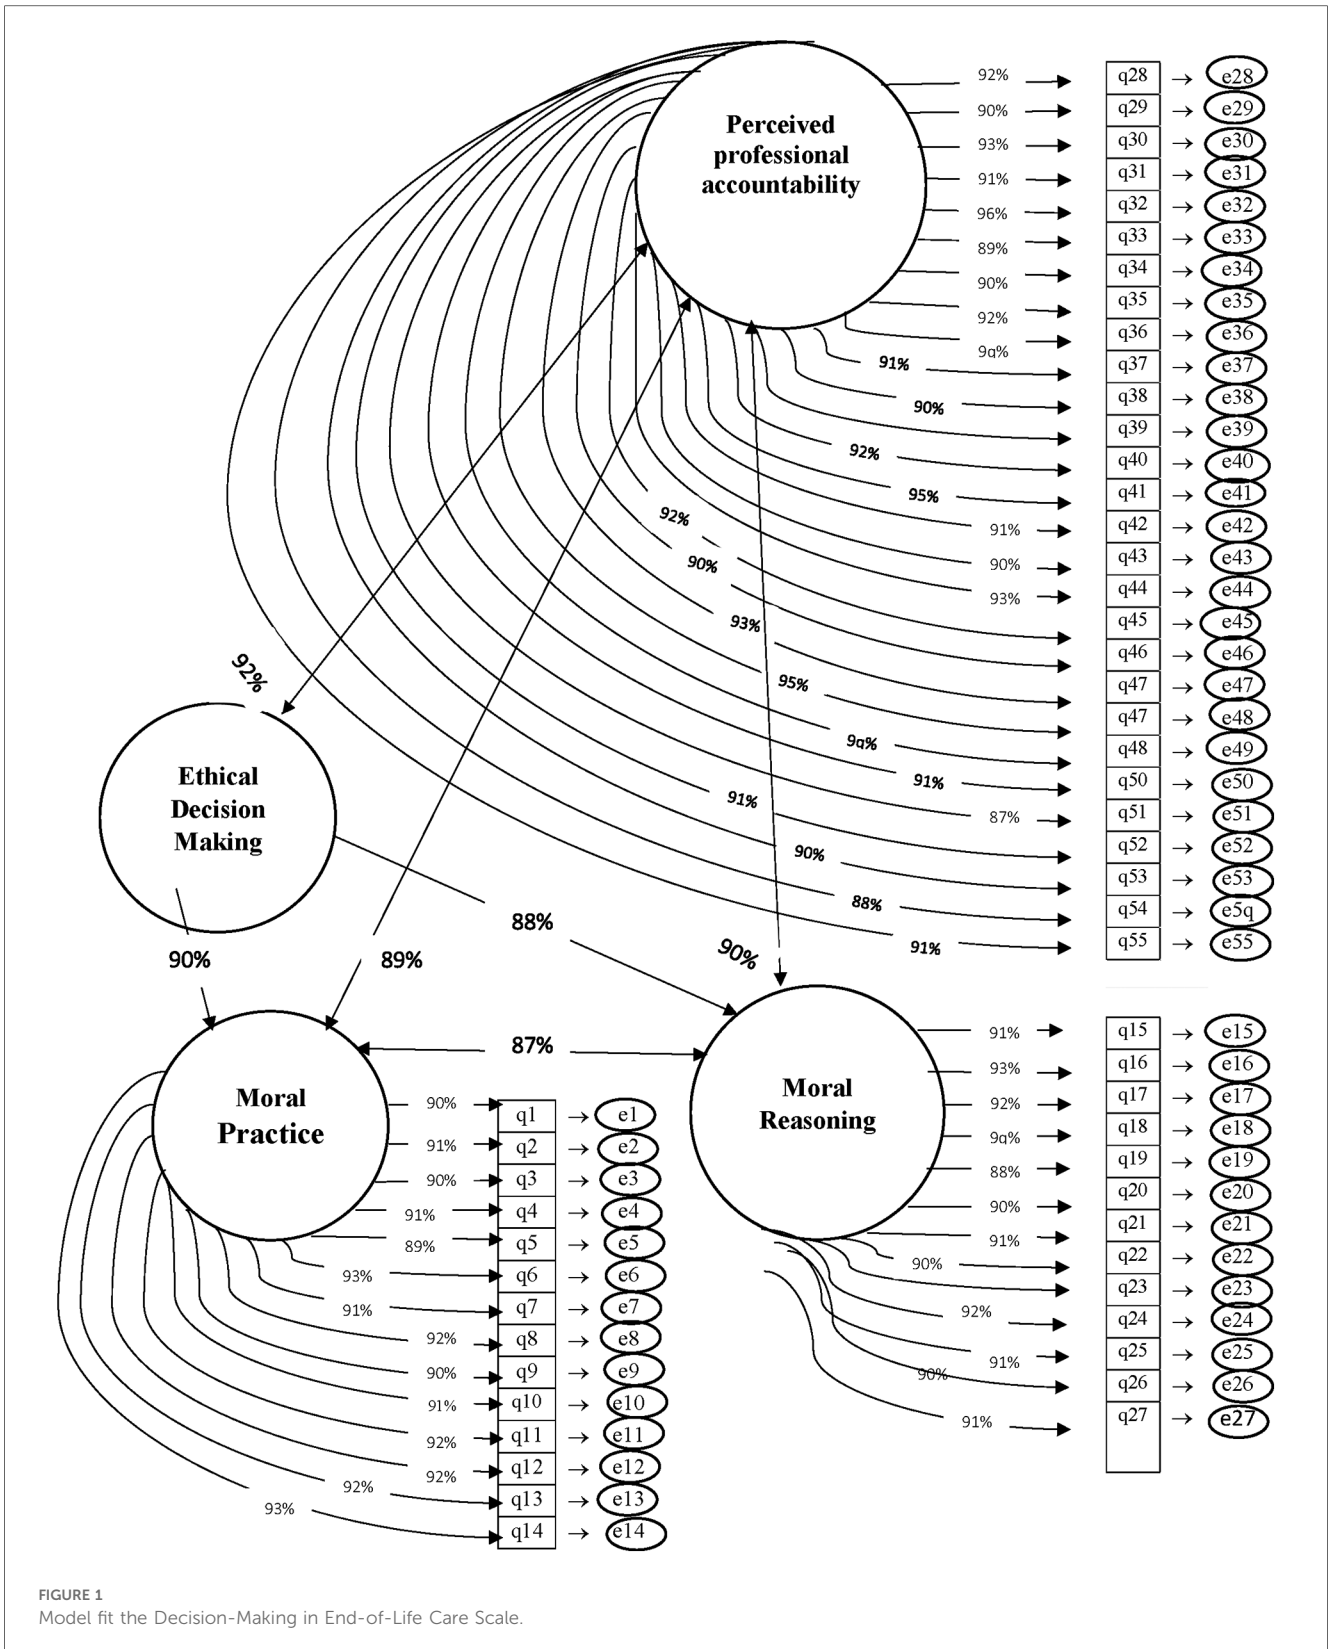 Perceived
professional
accountability
92%
90%
93%
91%
96%
89%
90%
92%
9q%
91%
90%
92%
95%
91%
90%
93%
92%
90%
93%
95%
9q%
91%
87%
91%
90%
88%
91%
q28 → e28
q29 → e29
q30 → e30
q31 → e31
q32 → e32
q33 → e33
q34 → e34
q35 → e35
q36 → e36
q37 → e37
q38 → e38
q39 → e39
q40 → e40
q41 → e41
q42 → e42
q43 → e43
q44 → e44
q45 → e45
q46 → e46
q47 → e47
q47 → e48
q48 → e49
q50 → e50
q51 → e51
q52 → e52
q53 → e53
q54 → e5q
q55 → e55
92%
Ethical
Decision
Making
90%
89%
88%
90%
87%
Moral
Practice
90%
91%
90%
91%
89%
93%
91%
92%
90%
91%
92%
92%
92%
93%
q1 → e1
q2 → e2
q3 → e3
q4 → e4
q5 → e5
q6 → e6
q7 → e7
q8 → e8
q9 → e9
q10 → e10
q11 → e11
q12 → e12
q13 → e13
q14 → e14
Moral
Reasoning
91%
93%
92%
9q%
88%
90%
91%
90%
92%
91%
90%
91%
q15 → e15
q16 → e16
q17 → e17
q18 → e18
q19 → e19
q20 → e20
q21 → e21
q22 → e22
q23 → e23
q24 → e24
q25 → e25
q26 → e26
q27 → e27
FIGURE 1
Model fit the Decision-Making in End-of-Life Care Scale.